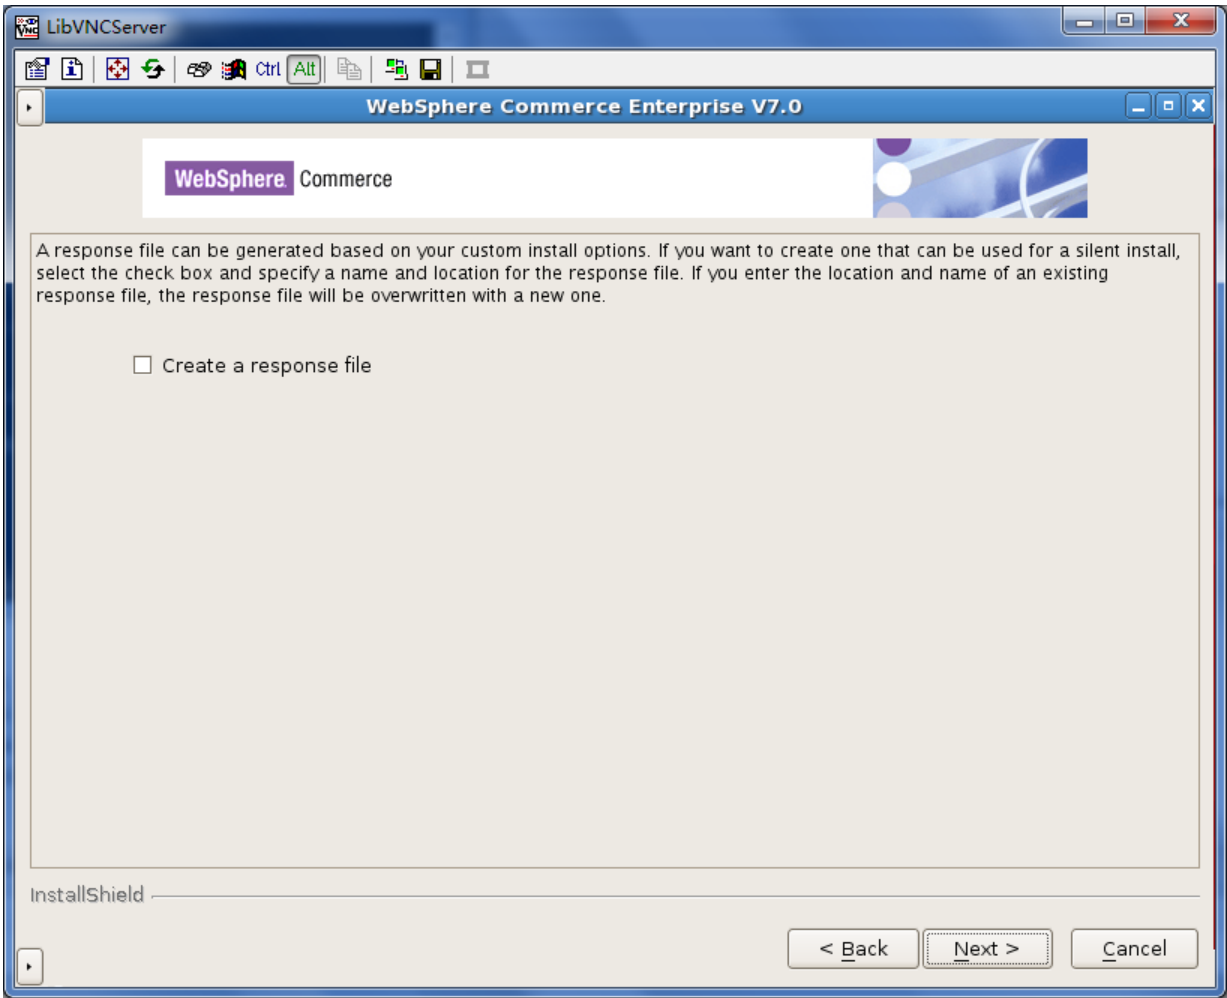 LibVNCServer
Ctrl Alt
WebSphere Commerce Enterprise V7.0
WebSphere. Commerce
A response file can be generated based on your custom install options. If you want to create one that can be used for a silent install,
select the check box and specify a name and location for the response file. If you enter the location and name of an existing
response file, the response file will be overwritten with a new one.
Create a response file
InstallShield
< Back Next > Cancel